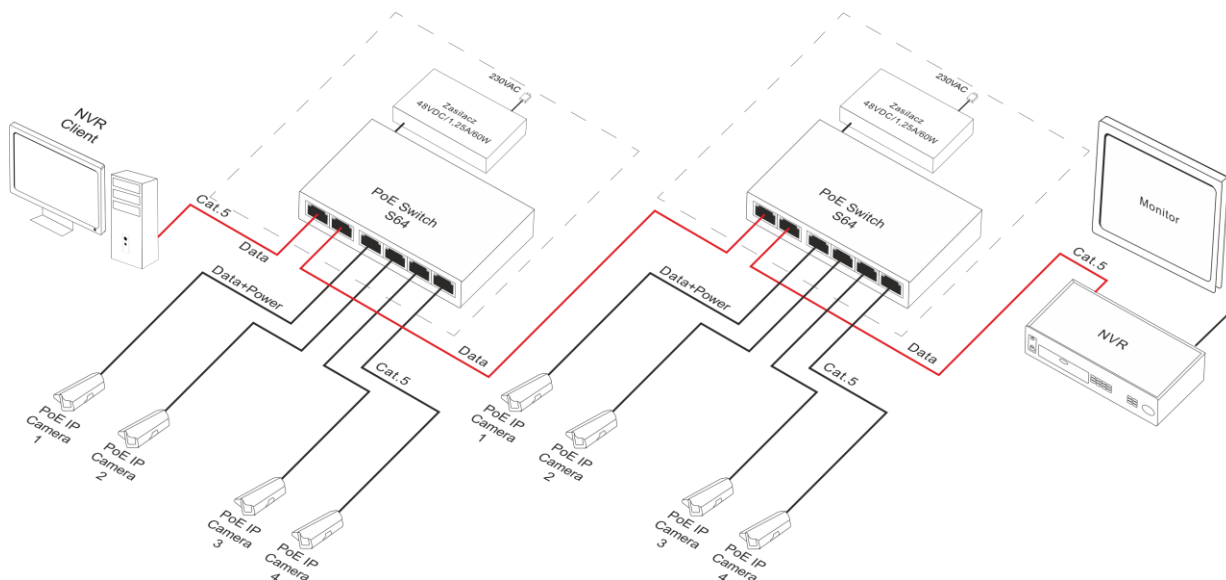 NVR
Client
Cat.5
Data
Data+Power
230VAC
Zasilacz
48VDC/1,25A/60W
PoE Switch
S64
Data
Cat.5
PoE IP
Camera
1
PoE IP
Camera
2
PoE IP
Camera
3
PoE IP
Camera
4
230VAC
Zasilacz
48VDC/1,25A/60W
PoE Switch
S64
Data+Power
Data
Cat.5
Cat.5
PoE IP
Camera
1
PoE IP
Camera
2
PoE IP
Camera
3
PoE IP
Camera
4
Monitor
NVR